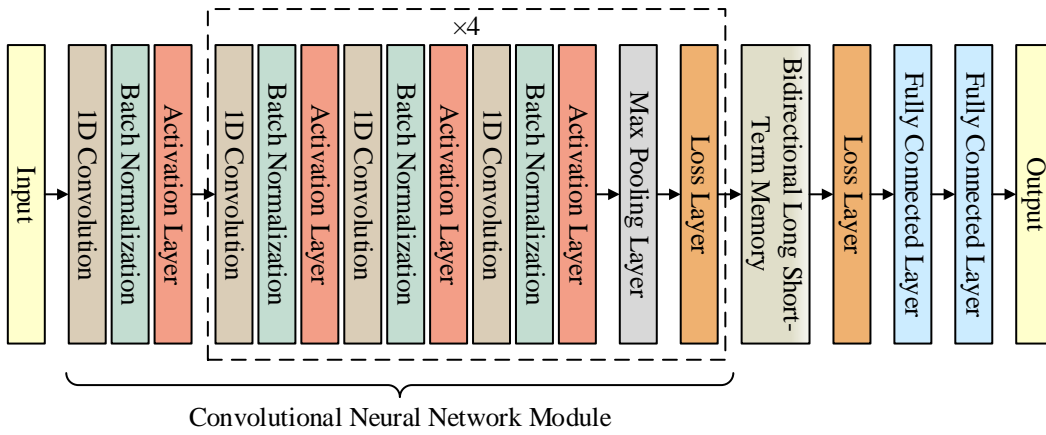 ×4
Input
1D Convolution
Batch Normalization
Activation Layer
1D Convolution
Batch Normalization
Activation Layer
1D Convolution
Batch Normalization
Activation Layer
1D Convolution
Batch Normalization
Activation Layer
Max Pooling Layer
Loss Layer
Bidirectional Long Short-
Term Memory
Loss Layer
Fully Connected Layer
Fully Connected Layer
Output
Convolutional Neural Network Module